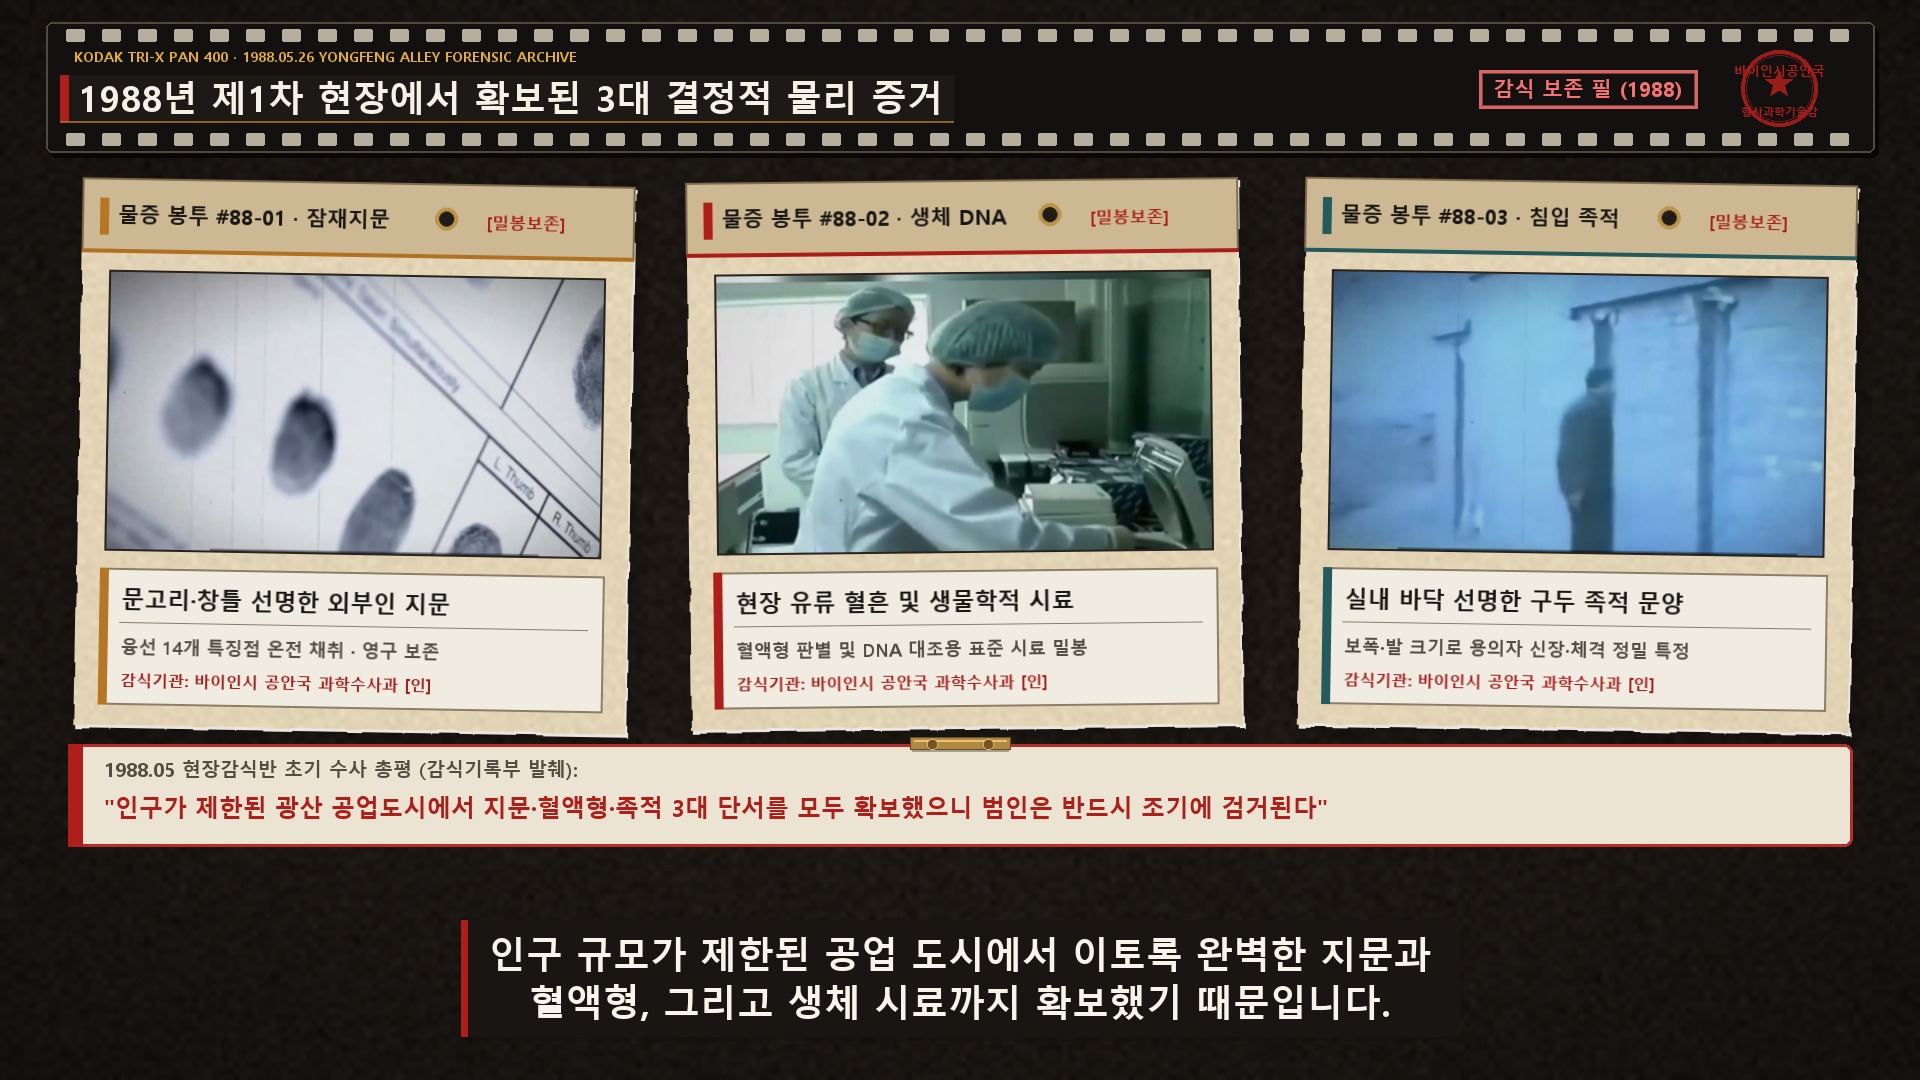 KODAK TRI-X PAN 400 · 1988.05.26 YONGFENG ALLEY FORENSIC ARCHIVE
1988년 제1차 현장에서 확보된 3대 결정적 물리 증거
감식 보존 필 (1988)
바이인시공안국
형사과학기술감
물증 봉투 #88-01 · 잠재지문
[밀봉보존]
Simultaneously
L. Thumb
R. Thumb
문고리·창틀 선명한 외부인 지문
융선 14개 특징점 온전 채취 · 영구 보존
감식기관: 바이인시 공안국 과학수사과 [인]
물증 봉투 #88-02 · 생체 DNA
[밀봉보존]
현장 유류 혈흔 및 생물학적 시료
혈액형 판별 및 DNA 대조용 표준 시료 밀봉
감식기관: 바이인시 공안국 과학수사과 [인]
물증 봉투 #88-03 · 침입 족적
[밀봉보존]
실내 바닥 선명한 구두 족적 문양
보폭·발 크기로 용의자 신장·체격 정밀 특정
감식기관: 바이인시 공안국 과학수사과 [인]
1988.05 현장감식반 초기 수사 총평 (감식기록부 발췌):
"인구가 제한된 광산 공업도시에서 지문·혈액형·족적 3대 단서를 모두 확보했으니 범인은 반드시 조기에 검거된다"
인구 규모가 제한된 공업 도시에서 이토록 완벽한 지문과
혈액형, 그리고 생체 시료까지 확보했기 때문입니다.